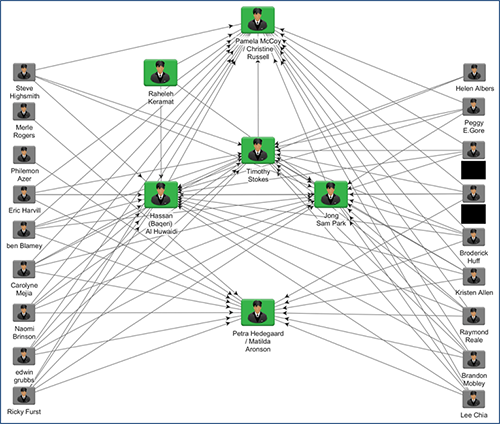 Pamela McCoy
/ Christine
Russell
Steve
Highsmith
Raheleh
Keramat
Helen Albers
Merle
Rogers
Peggy
E.Gore
Philemon
Azer
Timothy
Stokes
Eric Harvill
Hassan
(Baqeri)
Al Huwaidi
Jong
Sam Park
ben Blamey
Broderick
Huff
Carolyne
Mejia
Kristen Allen
Naomi
Brinson
Petra Hedegaard
/ Matilda
Aronson
Raymond
Reale
edwin
grubbs
Brandon
Mobley
Ricky Furst
Lee Chia